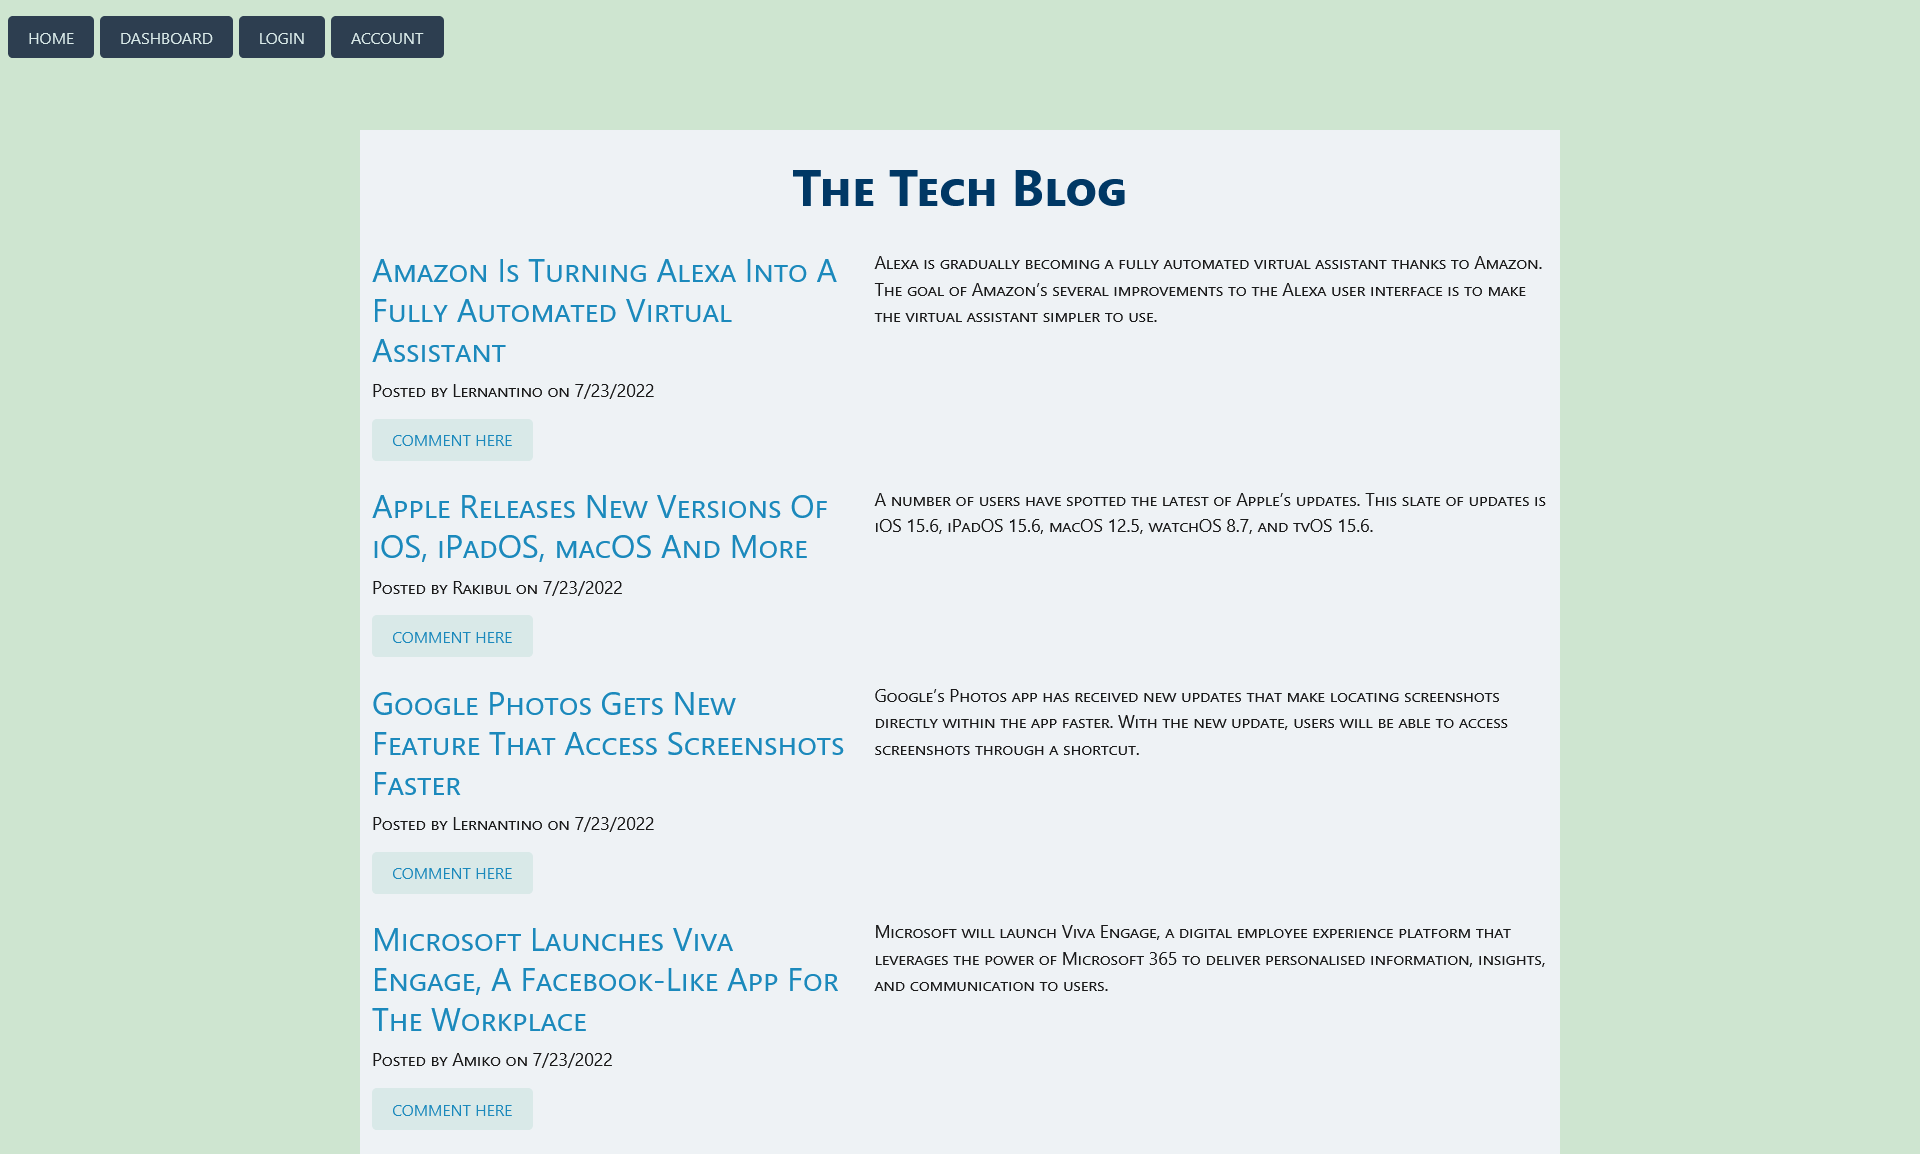 HOME DASHBOARD LOGIN ACCOUNT
The Tech Blog
Amazon Is Turning Alexa Into A
Fully Automated Virtual
Assistant
Posted by Lernantino on 7/23/2022
COMMENT HERE
Alexa is gradually becoming a fully automated virtual assistant thanks to Amazon.
The goal of Amazon’s several improvements to the Alexa user interface is to make
the virtual assistant simpler to use.
Apple Releases New Versions Of
iOS, iPadOS, macOS And More
Posted by Rakibul on 7/23/2022
COMMENT HERE
A number of users have spotted the latest of Apple’s updates. This slate of updates is
iOS 15.6, iPadOS 15.6, macOS 12.5, watchOS 8.7, and tvOS 15.6.
Google Photos Gets New
Feature That Access Screenshots
Faster
Posted by Lernantino on 7/23/2022
COMMENT HERE
Google’s Photos app has received new updates that make locating screenshots
directly within the app faster. With the new update, users will be able to access
screenshots through a shortcut.
Microsoft Launches Viva
Engage, A Facebook-Like App For
The Workplace
Posted by Amiko on 7/23/2022
COMMENT HERE
Microsoft will launch Viva Engage, a digital employee experience platform that
leverages the power of Microsoft 365 to deliver personalised information, insights,
and communication to users.